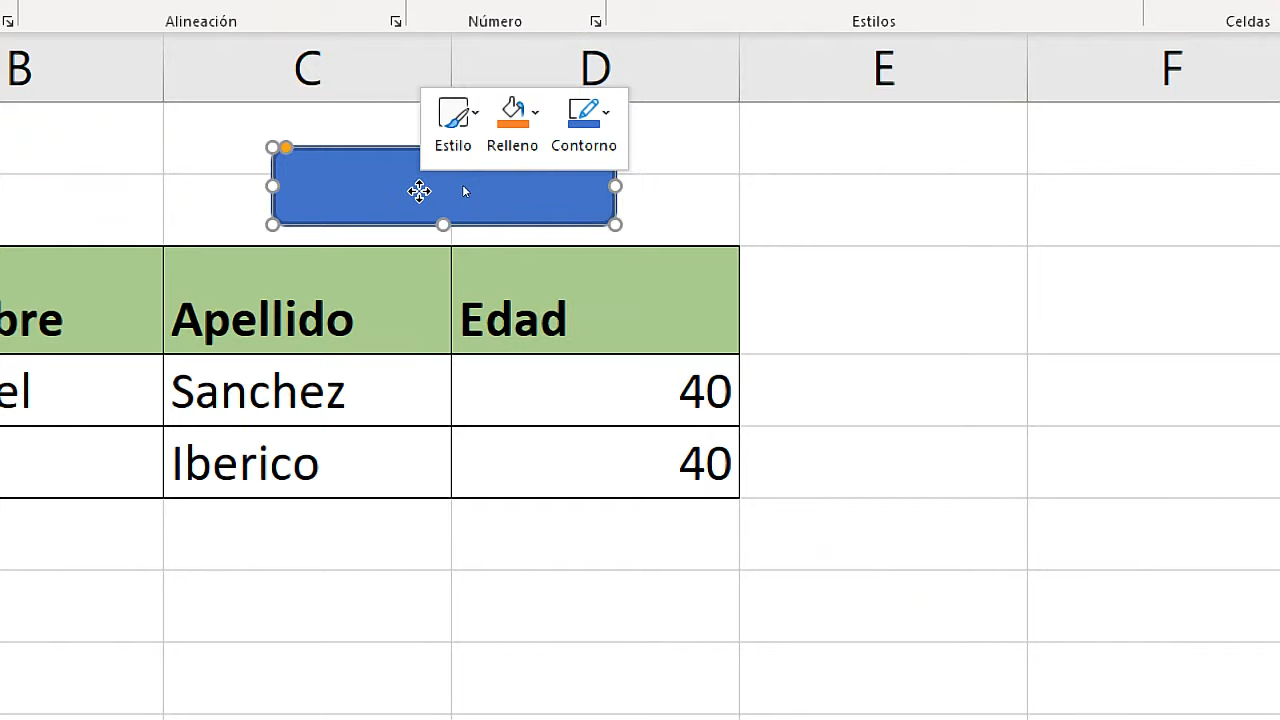 Alineación Número Estilos Celdas
B C D E F
Estilo Relleno Contorno
bre Apellido Edad
el Sanchez 40
Iberico 40